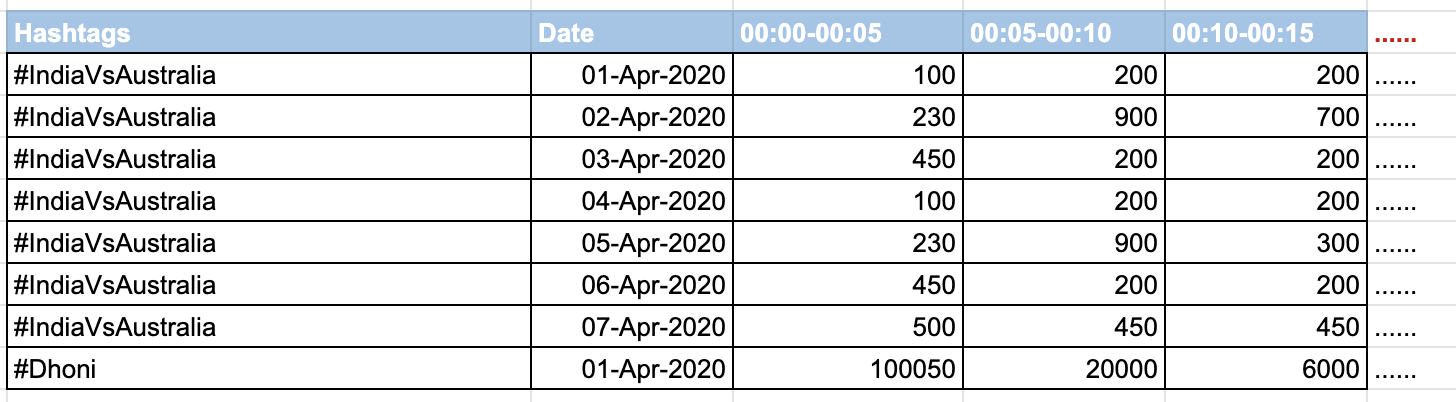 Hashtags Date 00:00-00:05 00:05-00:10 00:10-00:15 ......
#IndiaVsAustralia 01-Apr-2020 100 200 200 ......
#IndiaVsAustralia 02-Apr-2020 230 900 700 ......
#IndiaVsAustralia 03-Apr-2020 450 200 200 ......
#IndiaVsAustralia 04-Apr-2020 100 200 200 ......
#IndiaVsAustralia 05-Apr-2020 230 900 300 ......
#IndiaVsAustralia 06-Apr-2020 450 200 200 ......
#IndiaVsAustralia 07-Apr-2020 500 450 450 ......
#Dhoni 01-Apr-2020 100050 20000 6000 ......